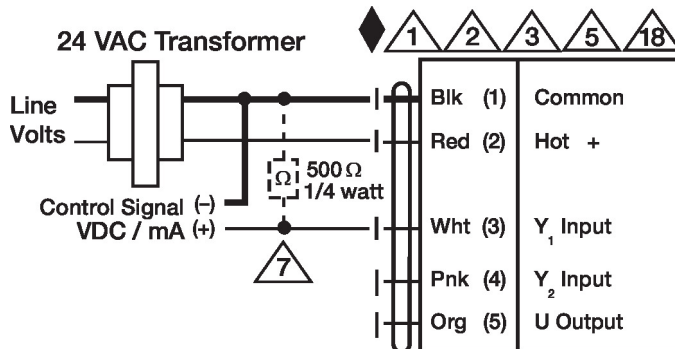 24 VAC Transformer
1 2 3 5 18
Line
Volts
Blk (1) Common
Red (2) Hot +
Ω 500 Ω
1/4 watt
Control Signal (–)
VDC / mA (+)
Wht (3) Y1 Input
7
Pnk (4) Y2 Input
Org (5) U Output